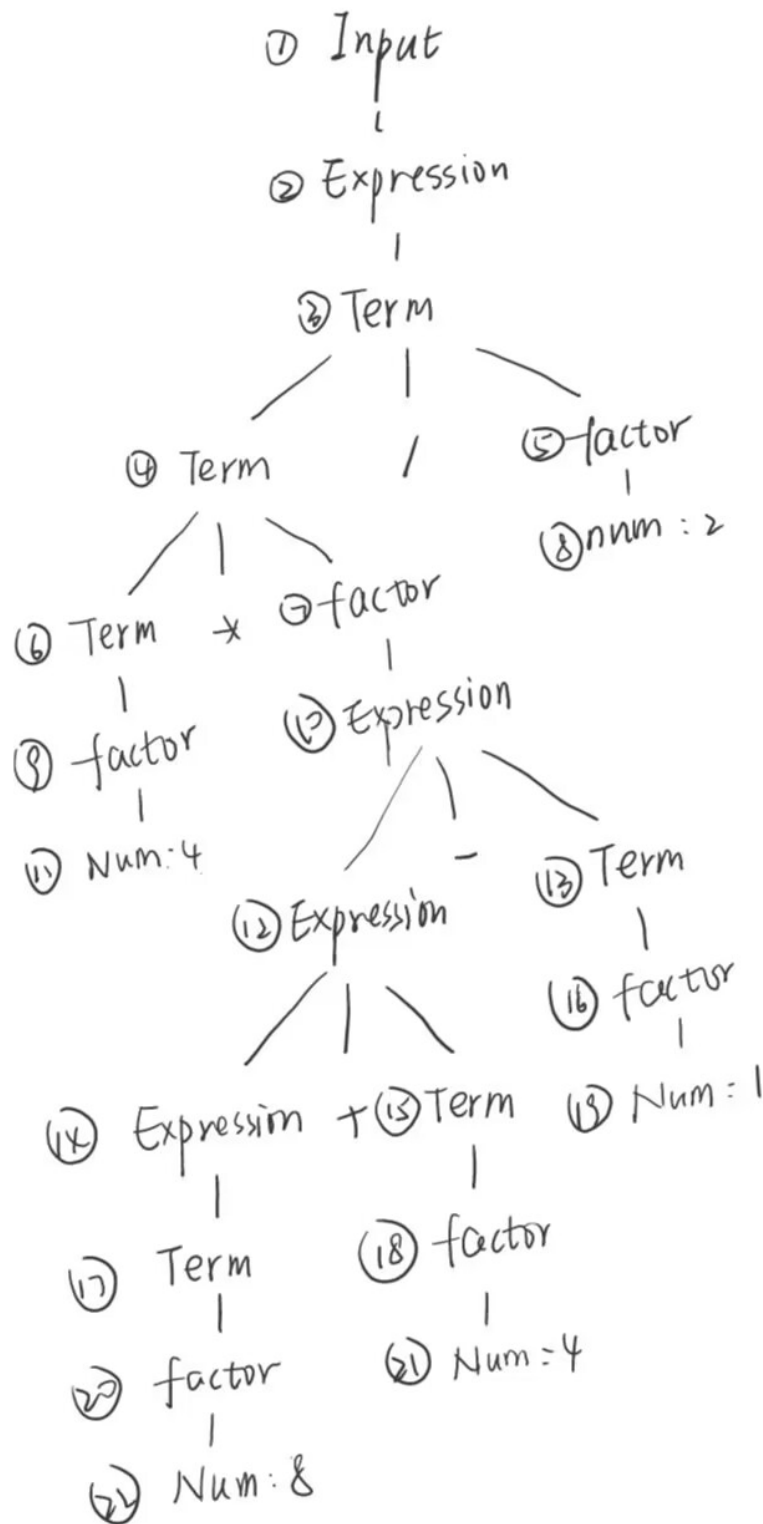 ① Input
② Expression
③ Term
④ Term / ⑤ factor
⑧ nnm : 2
⑥ Term * ⑦ factor
⑨ factor ⑩ Expression
⑪ Num: 4
- ⑬ Term
⑫ Expression
⑯ factor
⑭ Expression + ⑮ Term ⑲ Num: 1
⑰ Term ⑱ factor
⑳ factor ㉑ Num: 4
㉒ Num: 8